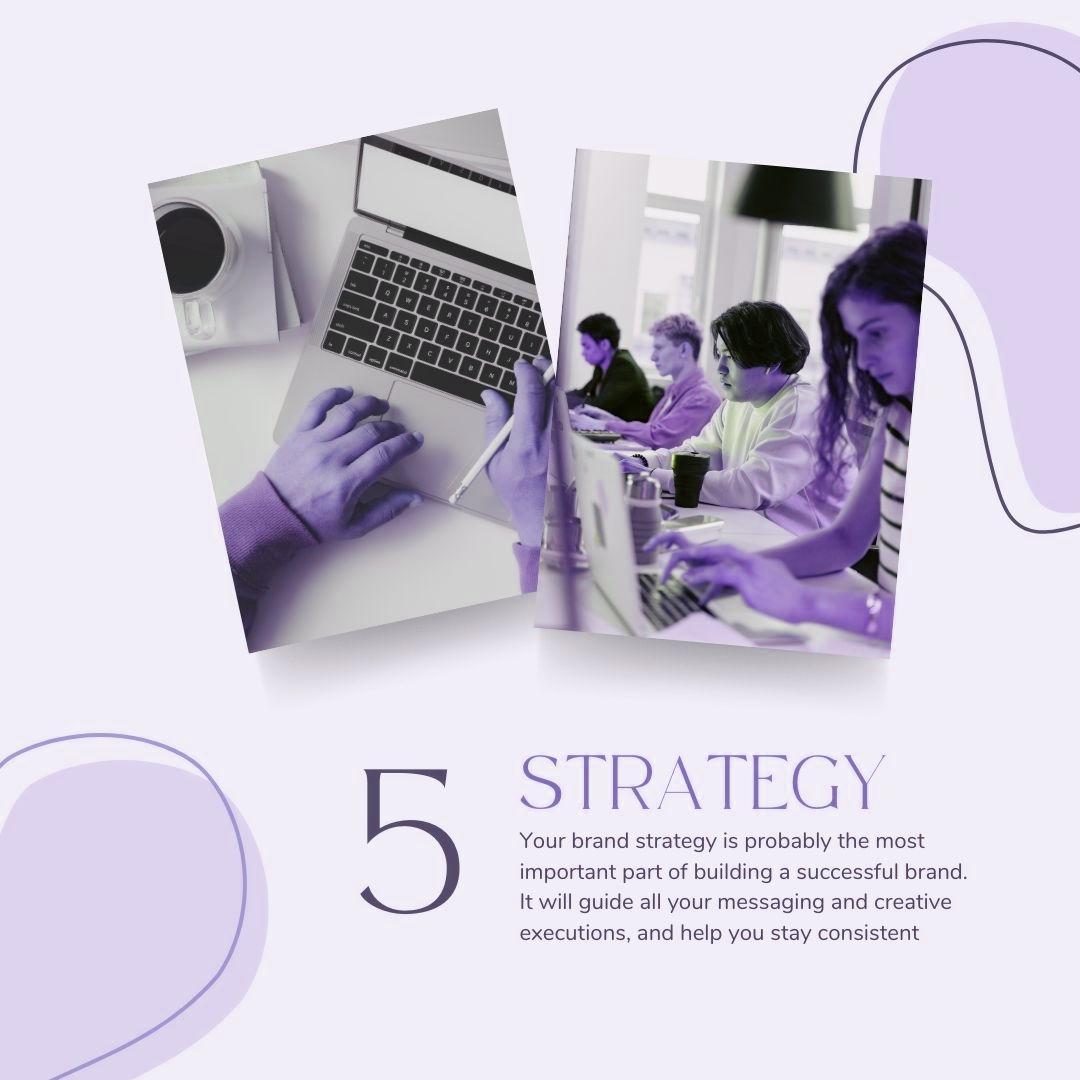 5
STRATEGY
Your brand strategy is probably the most
important part of building a successful brand.
It will guide all your messaging and creative
executions, and help you stay consistent